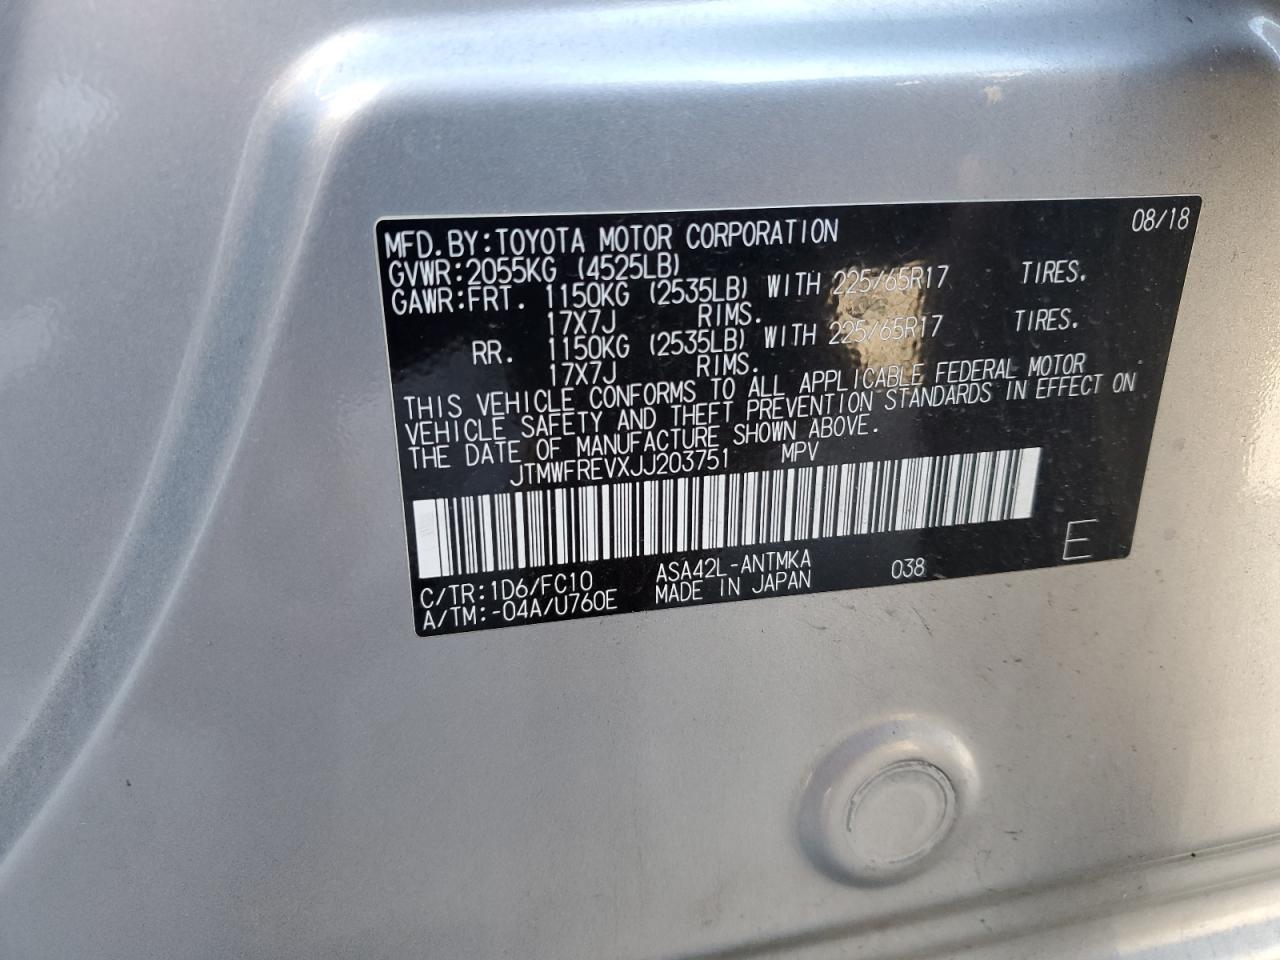 MFD.BY:TOYOTA MOTOR CORPORATION 08/18
GVWR:2055KG (4525LB)
GAWR:FRT. 1150KG (2535LB) WITH 225/65R17 TIRES.
17X7J RIMS.
RR. 1150KG (2535LB) WITH 225/65R17 TIRES.
17X7J RIMS.
THIS VEHICLE CONFORMS TO ALL APPLICABLE FEDERAL MOTOR
VEHICLE SAFETY AND THEFT PREVENTION STANDARDS IN EFFECT ON
THE DATE OF MANUFACTURE SHOWN ABOVE.
JTMWFREVXJJ203751 MPV
C/TR:1D6/FC10 ASA42L-ANTMKA 038 E
A/TM:-04A/U760E MADE IN JAPAN